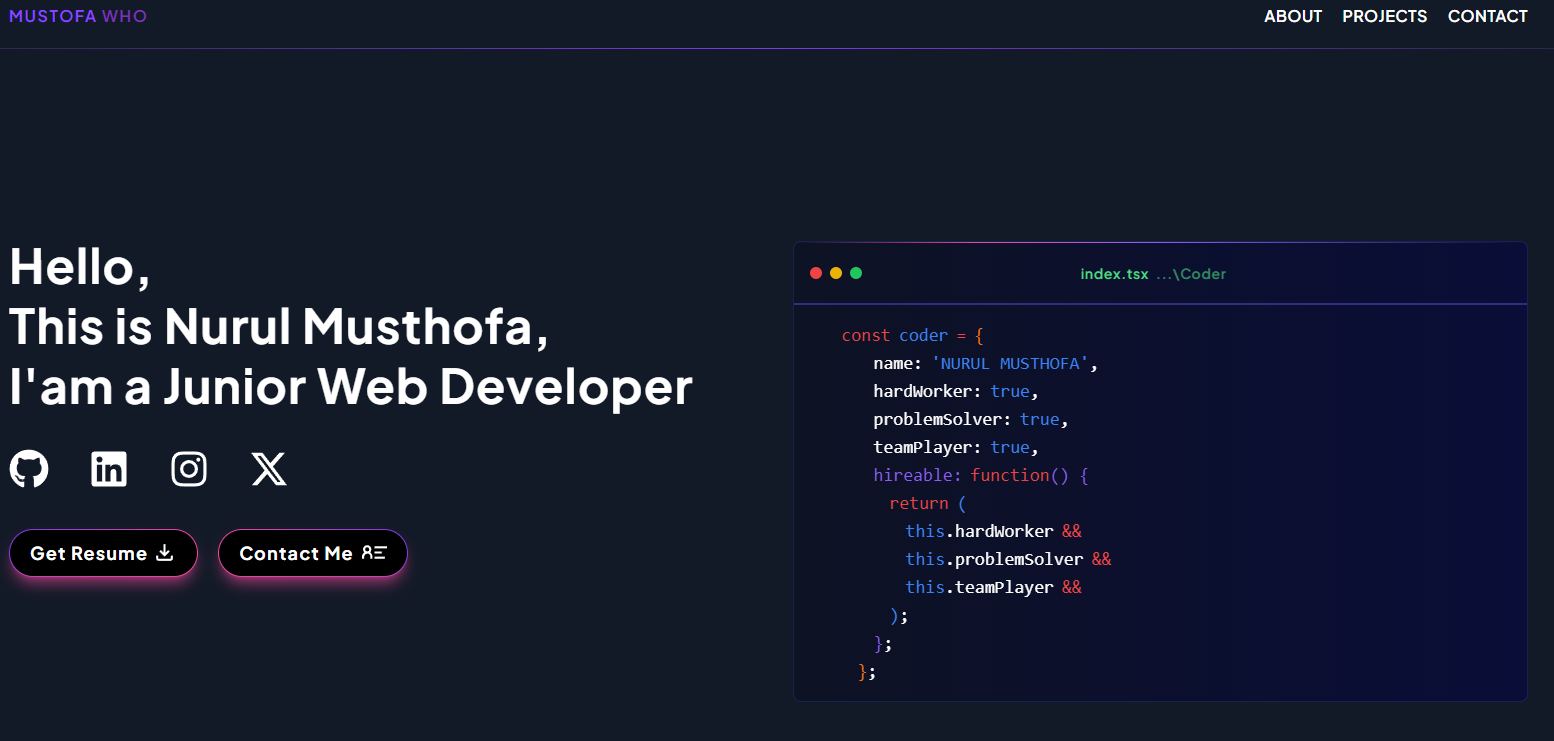 MUSTOFA WHO
ABOUT PROJECTS CONTACT
Hello,
This is Nurul Musthofa,
I'am a Junior Web Developer
Get Resume
Contact Me
index.tsx ...\Coder
const coder = {
name: 'NURUL MUSTHOFA',
hardWorker: true,
problemSolver: true,
teamPlayer: true,
hireable: function() {
return (
this.hardWorker &&
this.problemSolver &&
this.teamPlayer &&
);
};
};